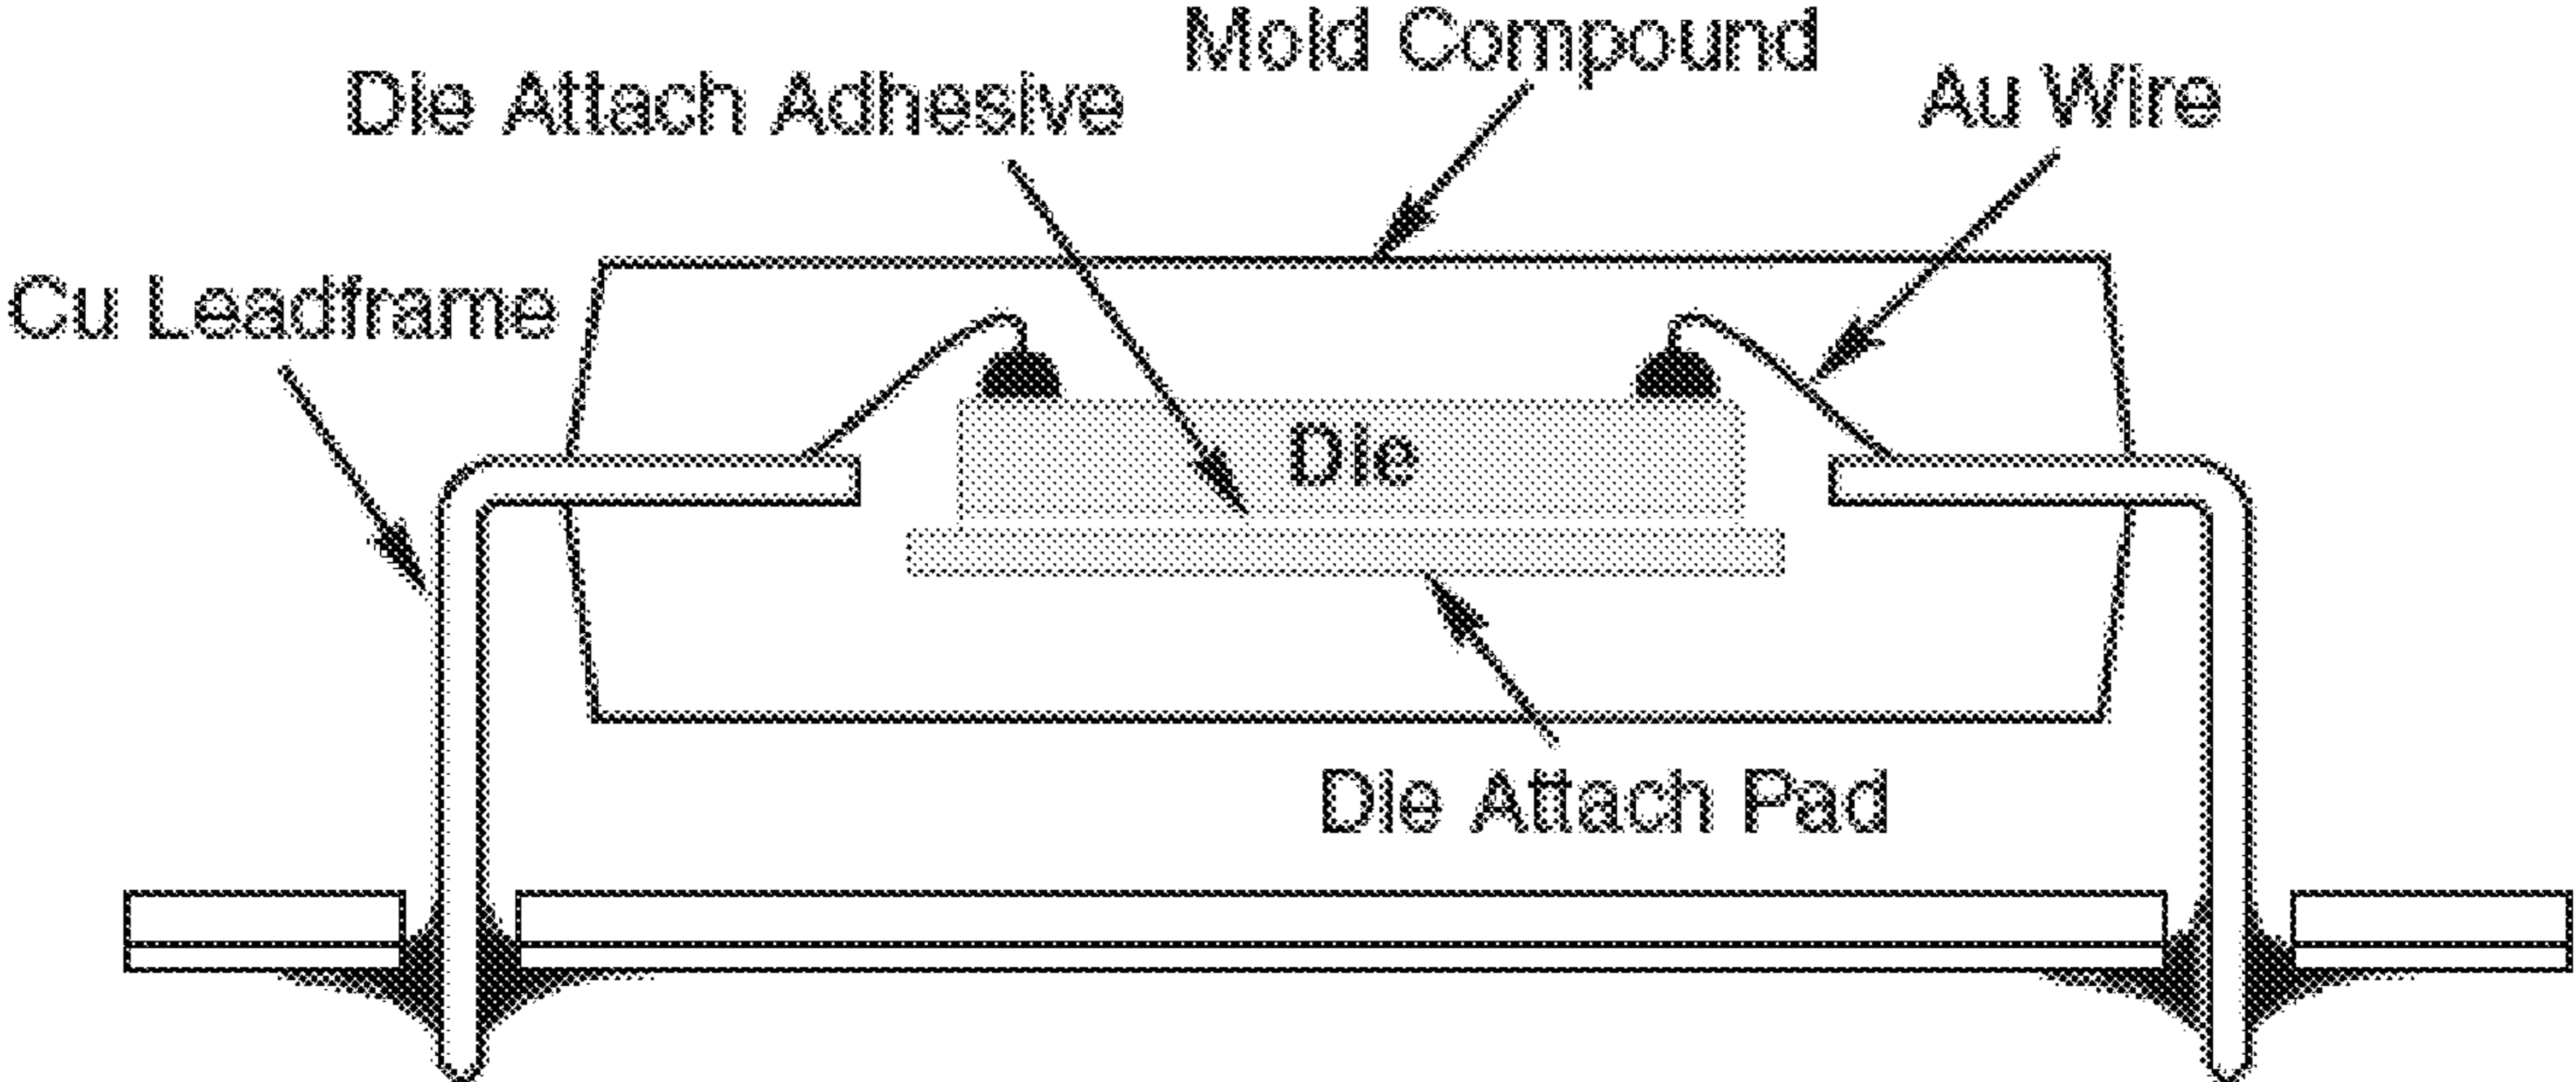 Mold Compound
Die Attach Adhesive
Au Wire
Cu Leadframe
Die
Die Attach Pad